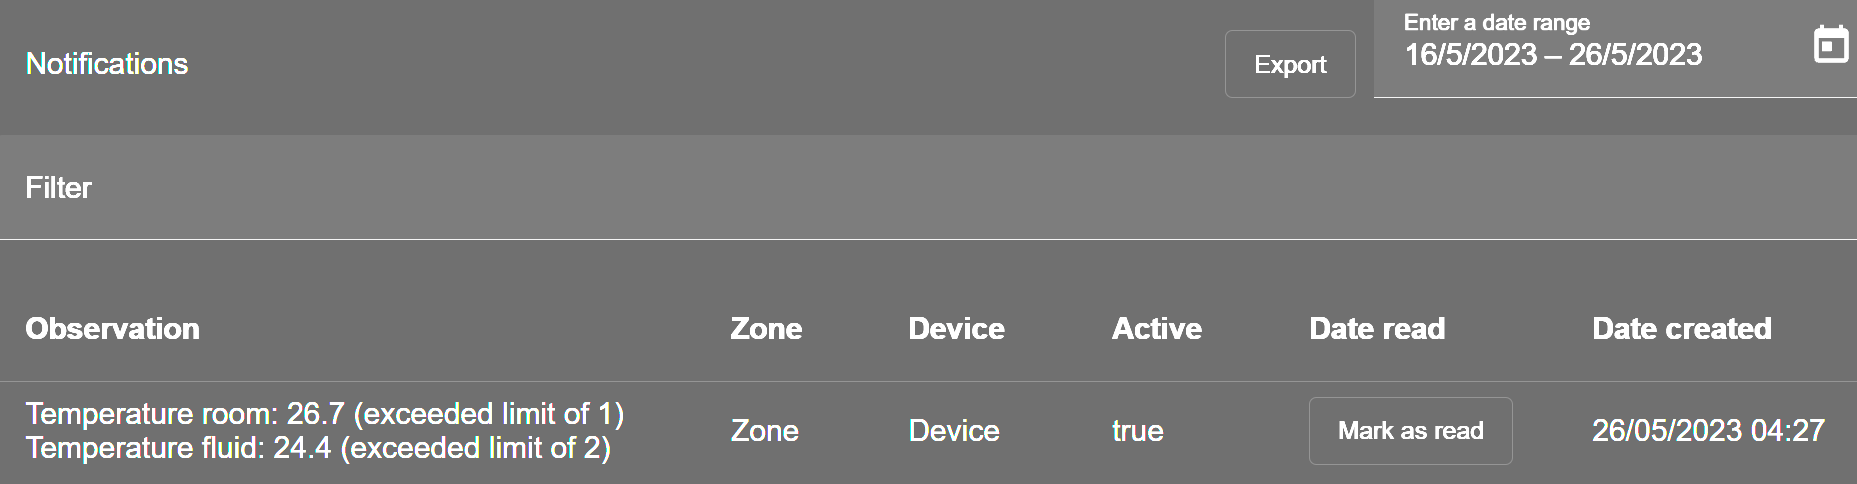 Notifications
Export
Enter a date range
16/5/2023 – 26/5/2023
Filter
Observation Zone Device Active Date read Date created
Temperature room: 26.7 (exceeded limit of 1)
Temperature fluid: 24.4 (exceeded limit of 2)
Zone Device true Mark as read 26/05/2023 04:27